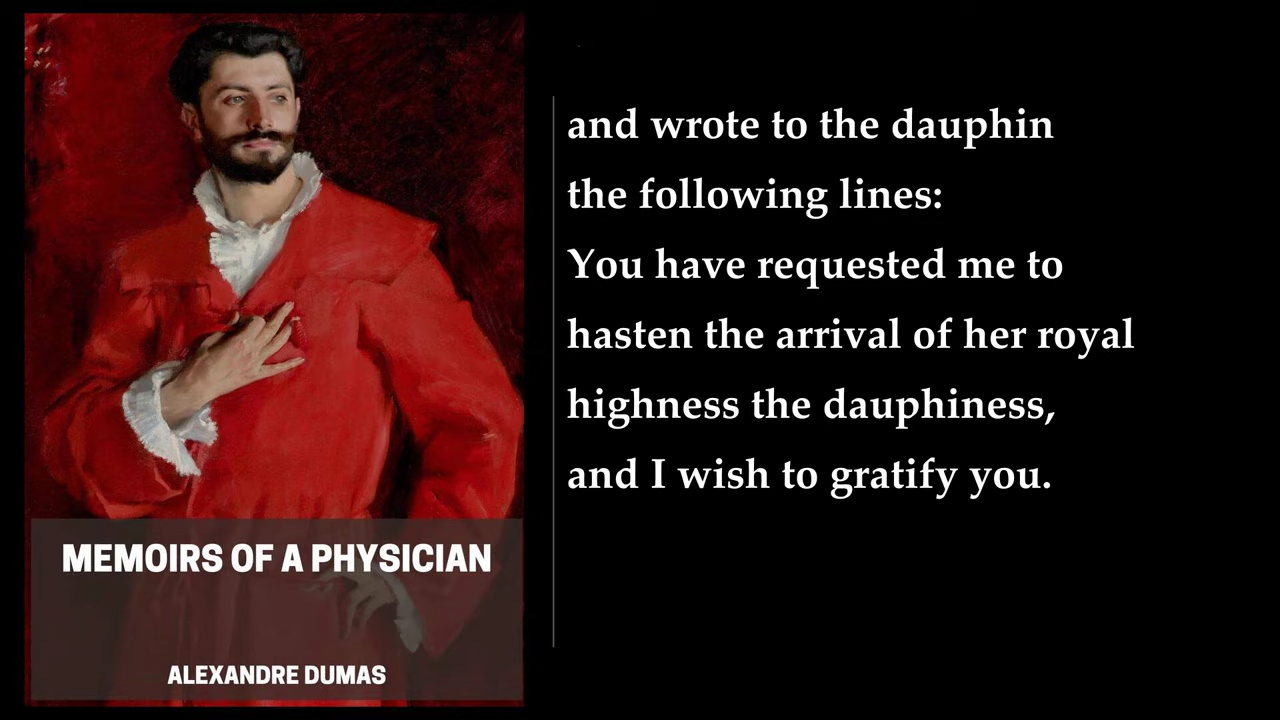 and wrote to the dauphin
the following lines:
You have requested me to
hasten the arrival of her royal
highness the dauphiness,
and I wish to gratify you.
MEMOIRS OF A PHYSICIAN
ALEXANDRE DUMAS